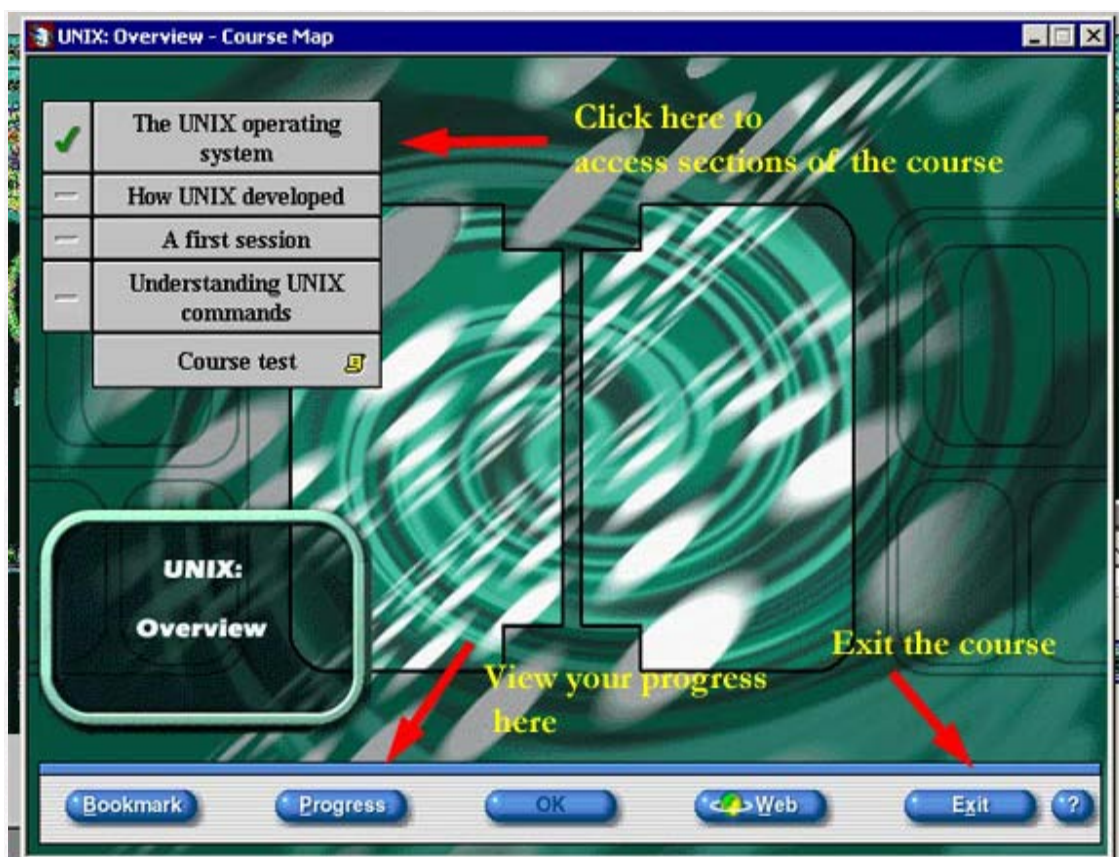 UNIX: Overview - Course Map
The UNIX operating
system
How UNIX developed
A first session
Understanding UNIX
commands
Course test
Click here to
access sections of the course
UNIX:
Overview
View your progress
here
Exit the course
Bookmark
Progress
OK
Web
Exit
?